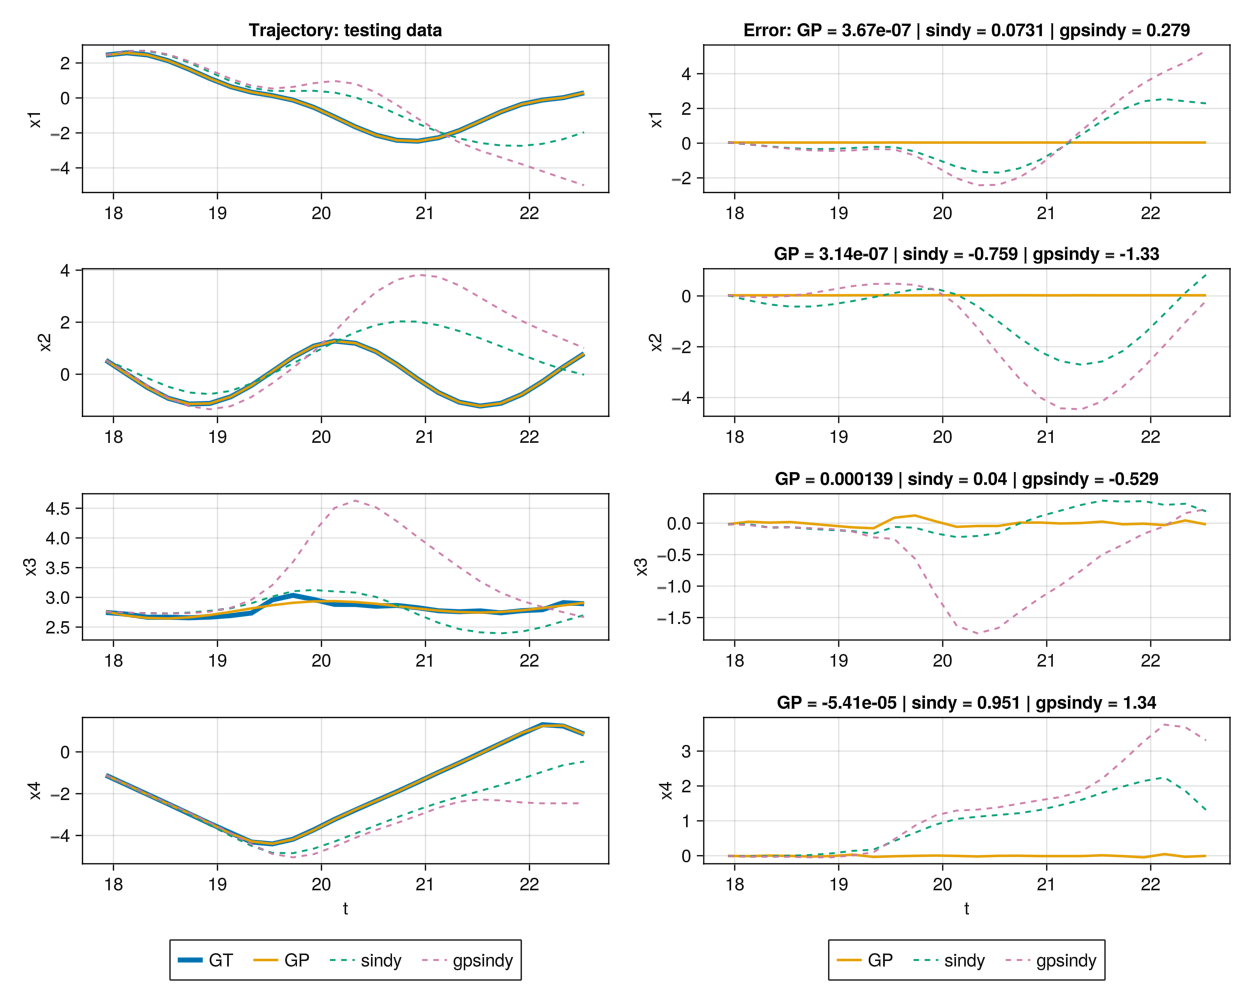 Trajectory: testing data
x1
2
0
−2
−4
18 19 20 21 22
Error: GP = 3.67e-07 | sindy = 0.0731 | gpsindy = 0.279
x1
4
2
0
−2
18 19 20 21 22
x2
4
2
0
18 19 20 21 22
GP = 3.14e-07 | sindy = -0.759 | gpsindy = -1.33
x2
0
−2
−4
18 19 20 21 22
x3
4.5
4.0
3.5
3.0
2.5
18 19 20 21 22
GP = 0.000139 | sindy = 0.04 | gpsindy = -0.529
x3
0.0
−0.5
−1.0
−1.5
18 19 20 21 22
x4
0
−2
−4
18 19 20 21 22
t
GP = -5.41e-05 | sindy = 0.951 | gpsindy = 1.34
x4
3
2
1
0
18 19 20 21 22
t
GT GP sindy gpsindy
GP sindy gpsindy